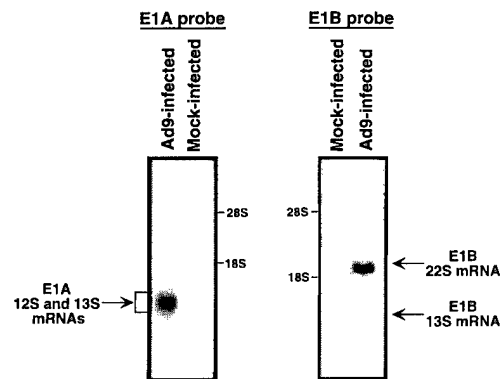 E1A probe
E1B probe
Ad9-infected
Mock-infected
Mock-infected
Ad9-infected
28S
18S
28S
18S
E1A
12S and 13S
mRNAs
E1B
22S mRNA
E1B
13S mRNA